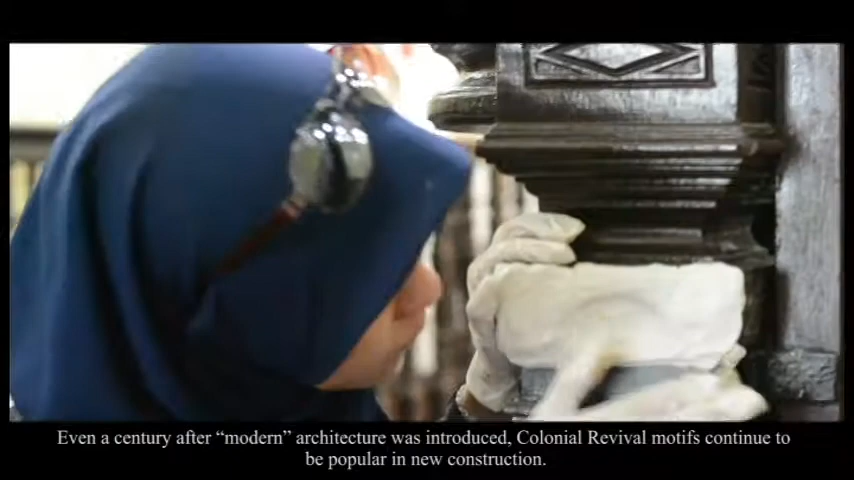 Even a century after “modern” architecture was introduced, Colonial Revival motifs continue to
be popular in new construction.